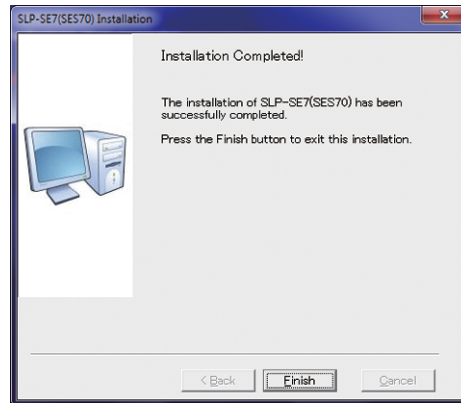 SLP-SE7(SES70) Installation
Installation Completed!
The installation of SLP-SE7(SES70) has been
successfully completed.
Press the Finish button to exit this installation.
< Back
Finish
Cancel